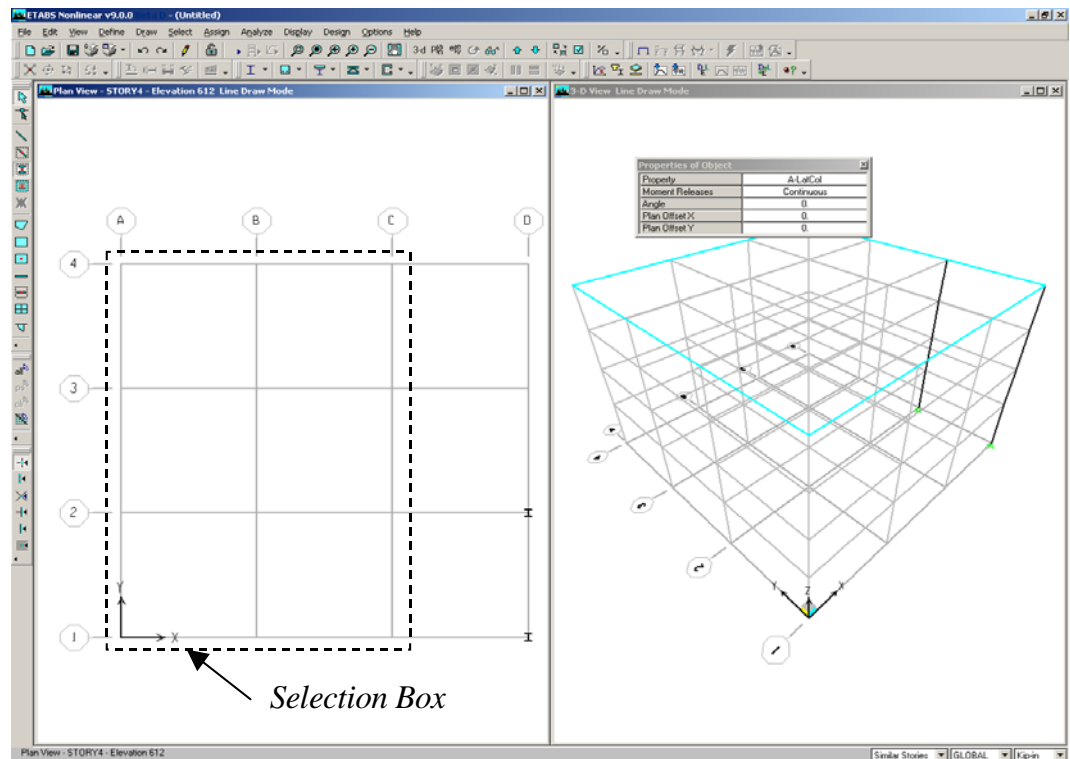 ETABS Nonlinear v9.0.0 - (Untitled)
File Edit View Define Draw Select Assign Analyze Display Design Options Help
3-d
Plan View - STORY4 - Elevation 612 Line Draw Mode
3-D View Line Draw Mode
Properties of Object
Property A-LatCol
Moment Releases Continuous
Angle 0.
Plan Offset X 0.
Plan Offset Y 0.
A B C D
4
3
2
1
Y
X
Y Z X
1
2
Selection Box
Plan View - STORY4 - Elevation 612
Similar Stories GLOBAL Kip-in